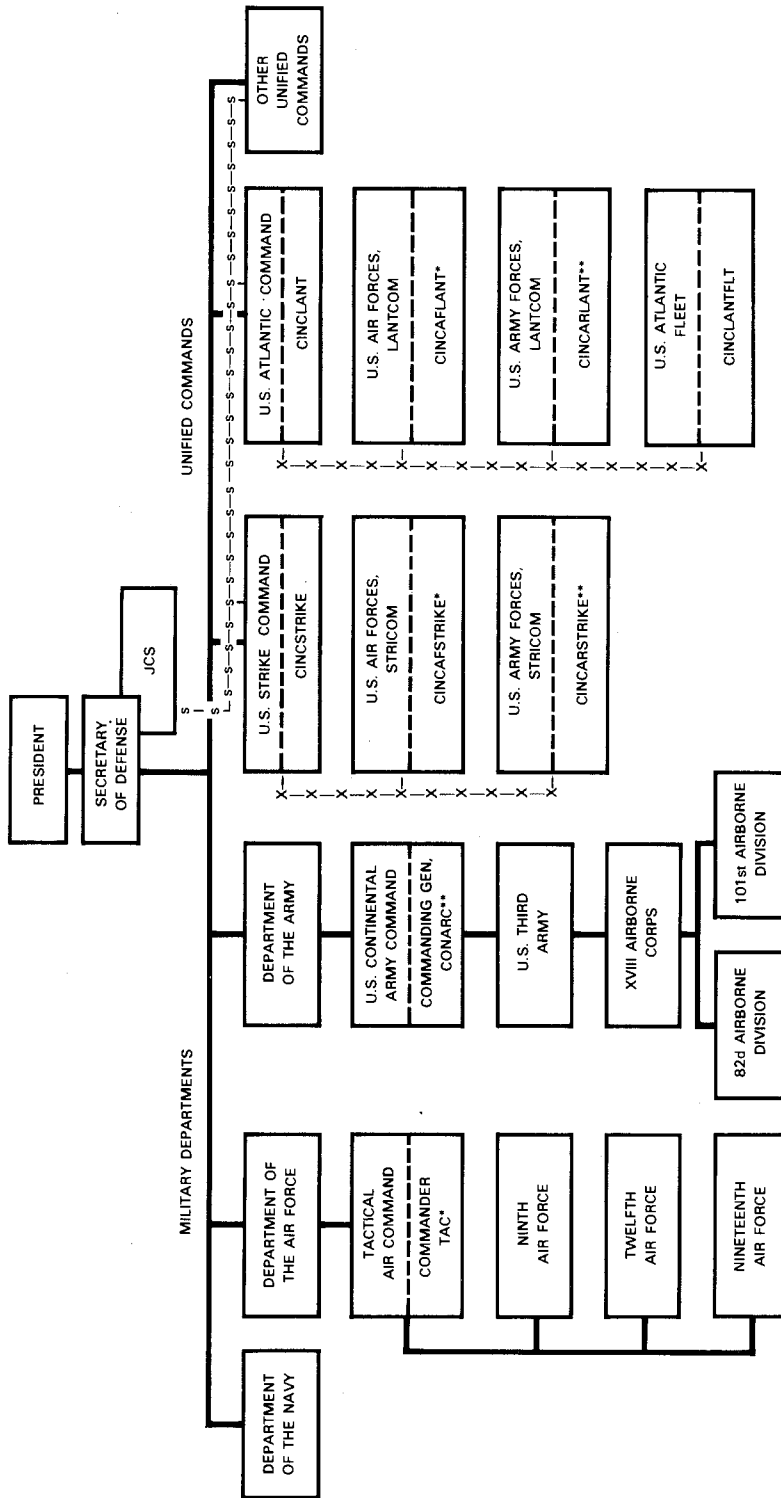 PRESIDENT
SECRETARY
OF DEFENSE
JCS
MILITARY DEPARTMENTS
UNIFIED COMMANDS
DEPARTMENT
OF THE NAVY
DEPARTMENT OF
THE AIR FORCE
TACTICAL
AIR COMMAND
COMMANDER
TAC*
NINTH
AIR FORCE
TWELFTH
AIR FORCE
NINETEENTH
AIR FORCE
DEPARTMENT
OF THE ARMY
U.S. CONTINENTAL
ARMY COMMAND
COMMANDING GEN,
CONARC**
U.S. THIRD
ARMY
XVIII AIRBORNE
CORPS
82d AIRBORNE
DIVISION
101st AIRBORNE
DIVISION
U.S. STRIKE COMMAND
CINCSTRIKE
U.S. AIR FORCES,
STRICOM
CINCAFSTRIKE*
U.S. ARMY FORCES,
STRICOM
CINCARSTRIKE**
U.S. ATLANTIC COMMAND
CINCLANT
U.S. AIR FORCES,
LANTCOM
CINCAFLANT*
U.S. ARMY FORCES,
LANTCOM
CINCARLANT**
U.S. ATLANTIC
FLEET
CINCLANTFLT
OTHER
UNIFIED
COMMANDS